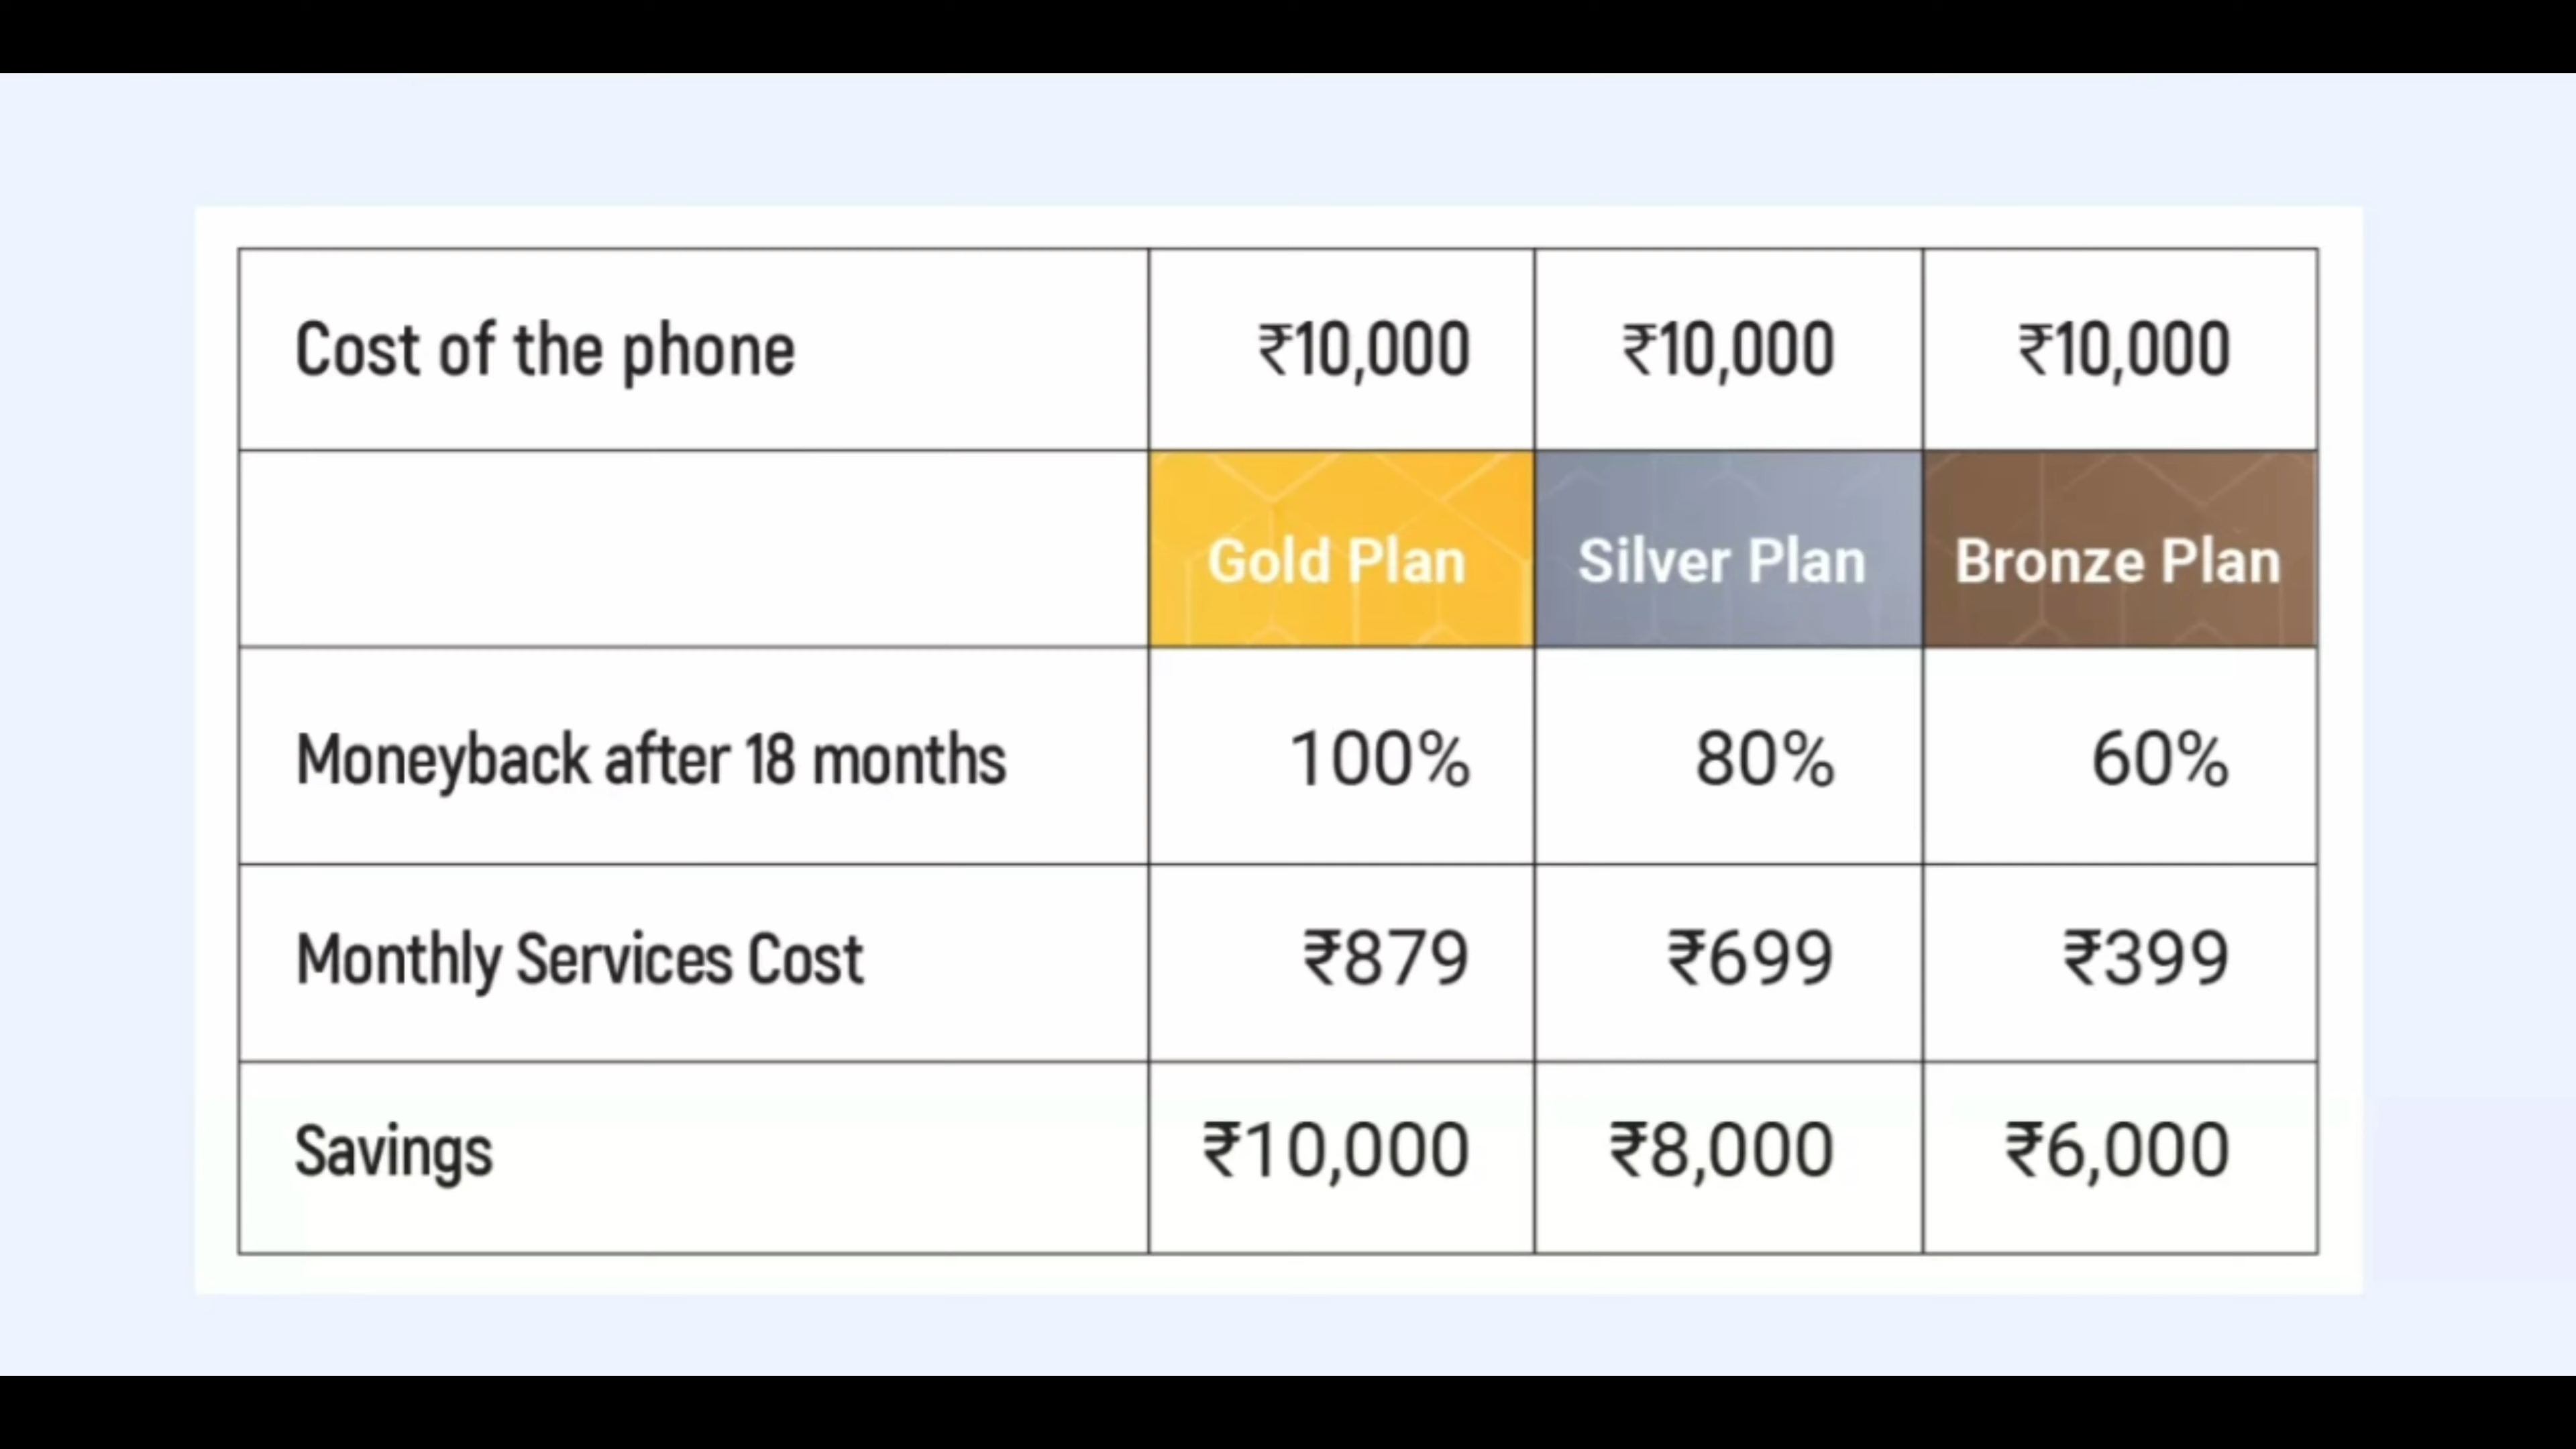 Cost of the phone ₹10,000 ₹10,000 ₹10,000
Gold Plan Silver Plan Bronze Plan
Moneyback after 18 months 100% 80% 60%
Monthly Services Cost ₹879 ₹699 ₹399
Savings ₹10,000 ₹8,000 ₹6,000